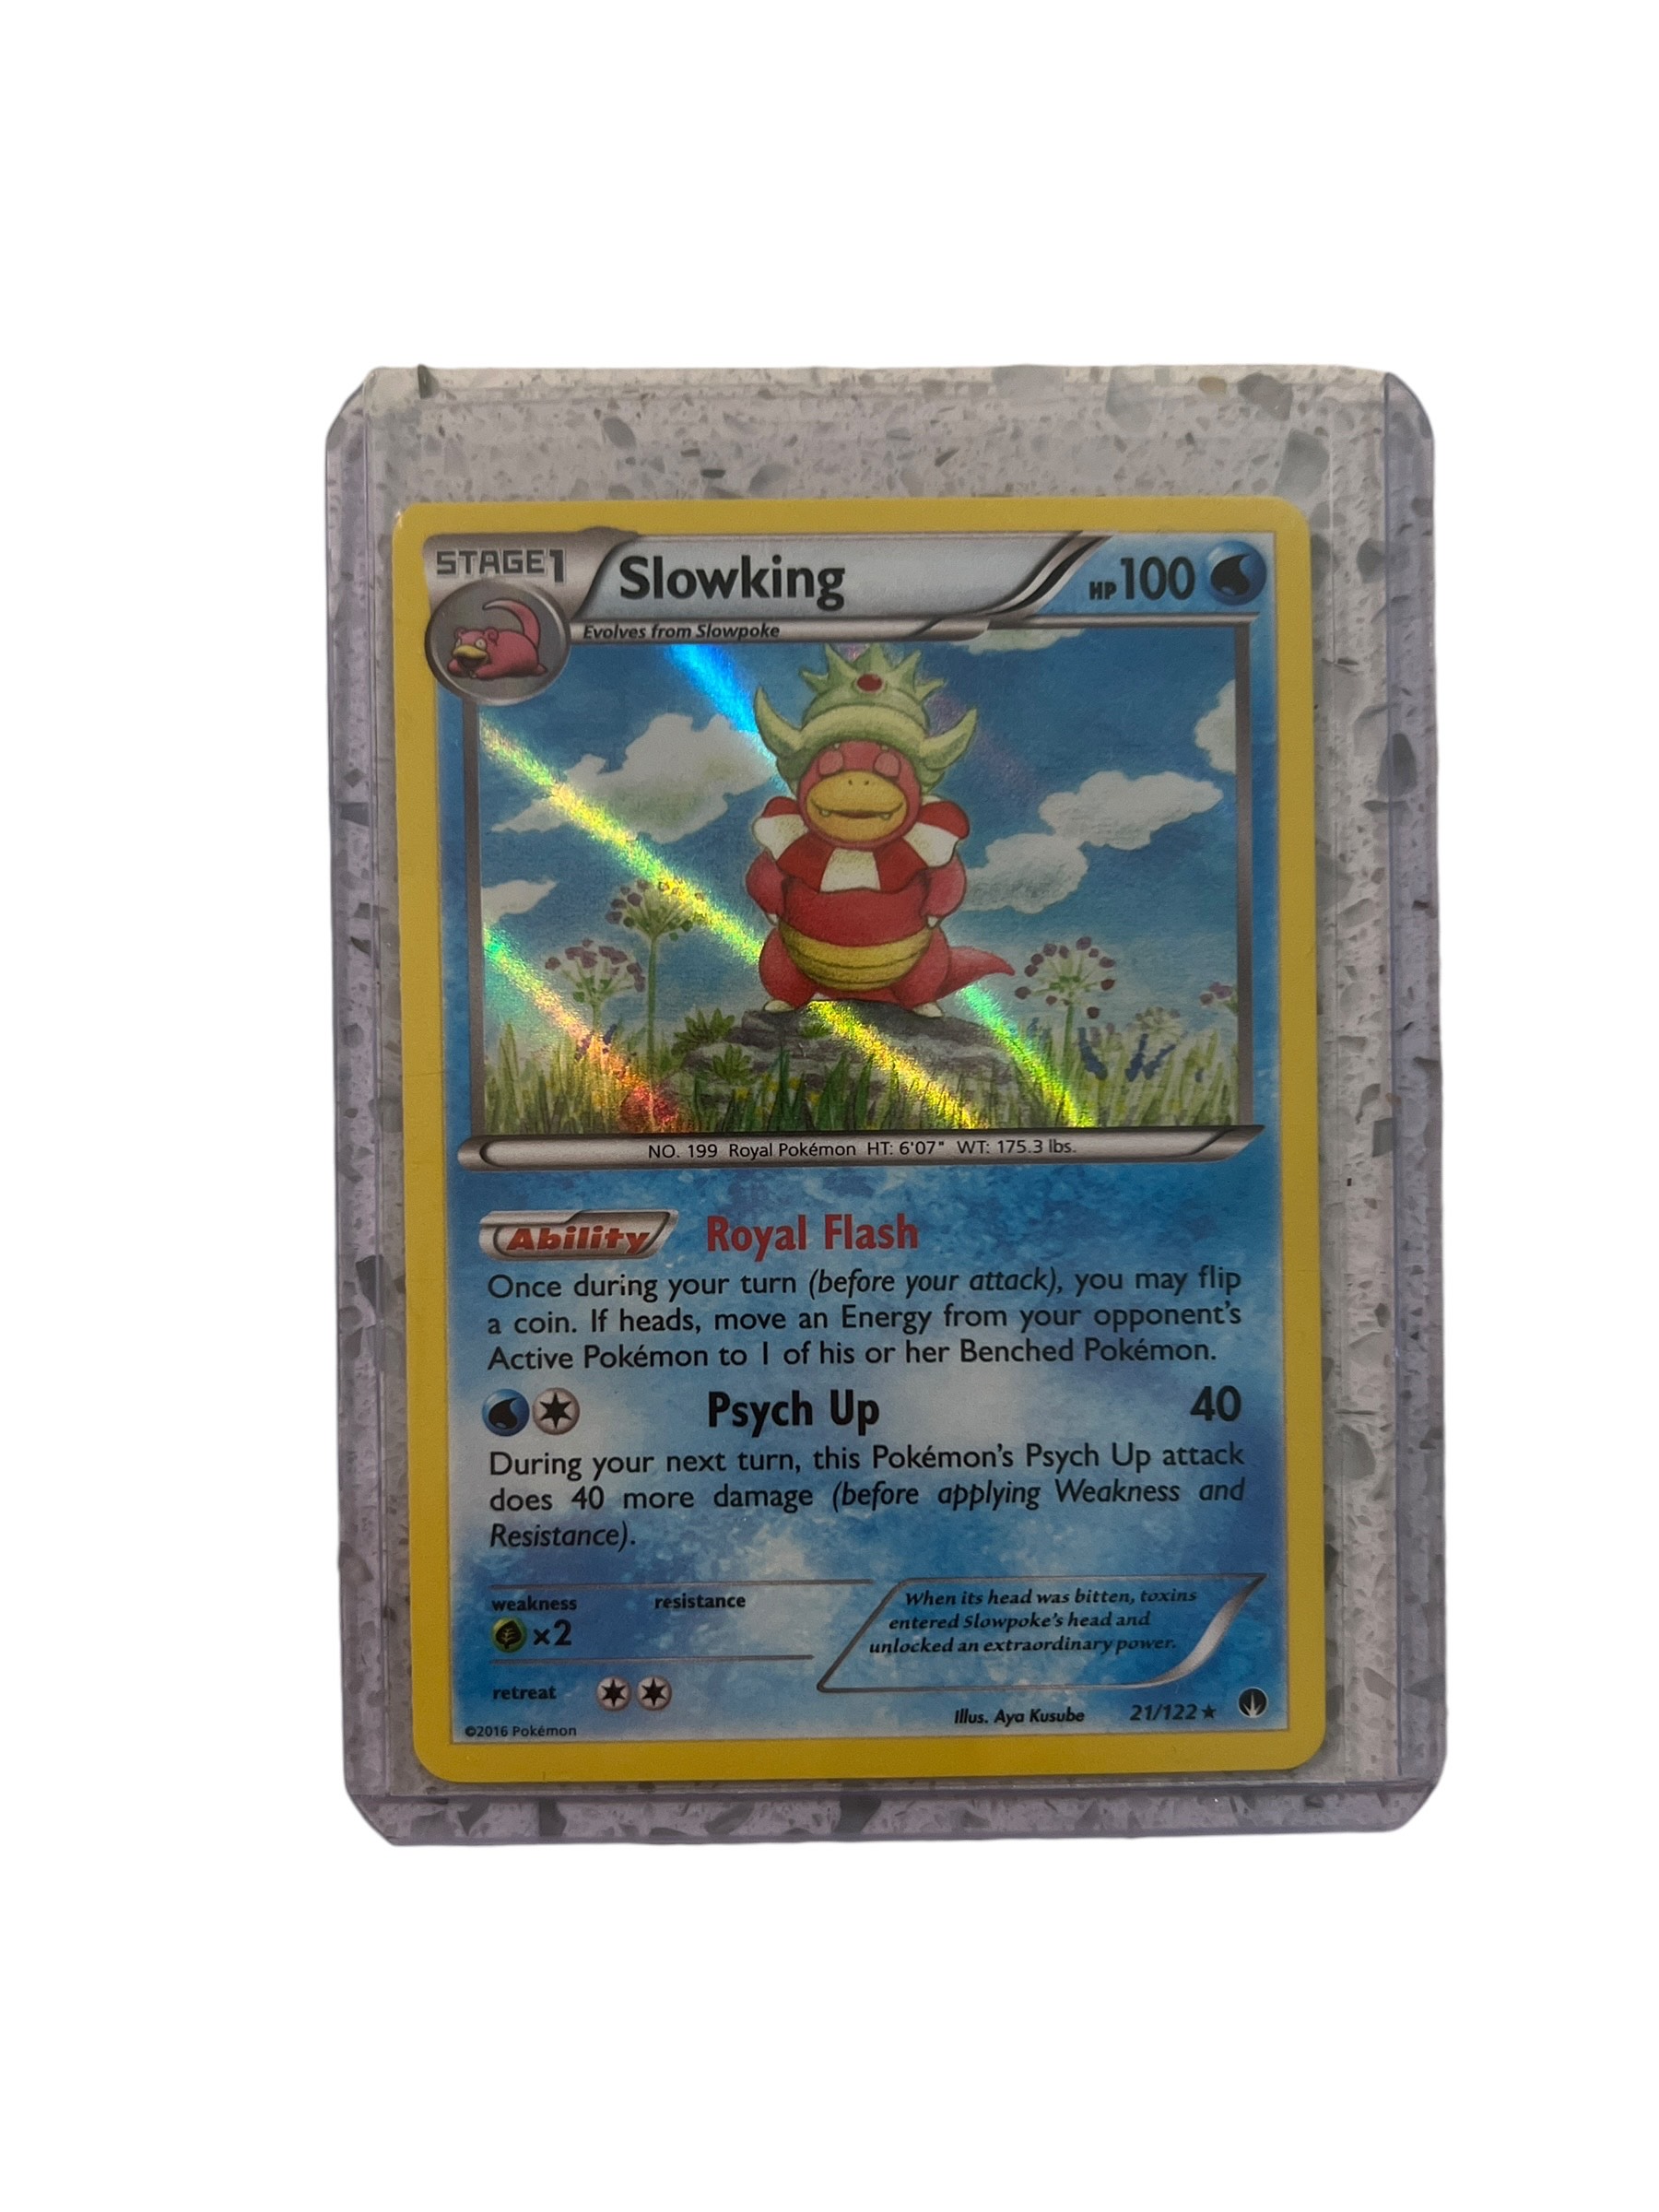 STAGE1 Slowking HP100
Evolves from Slowpoke
NO. 199 Royal Pokémon HT: 6'07" WT: 175.3 lbs.
Ability Royal Flash
Once during your turn (before your attack), you may flip
a coin. If heads, move an Energy from your opponent's
Active Pokémon to 1 of his or her Benched Pokémon.
Psych Up 40
During your next turn, this Pokémon's Psych Up attack
does 40 more damage (before applying Weakness and
Resistance).
weakness resistance
x2
When its head was bitten, toxins
entered Slowpoke's head and
unlocked an extraordinary power.
retreat
Illus. Aya Kusube 21/122
©2016 Pokémon